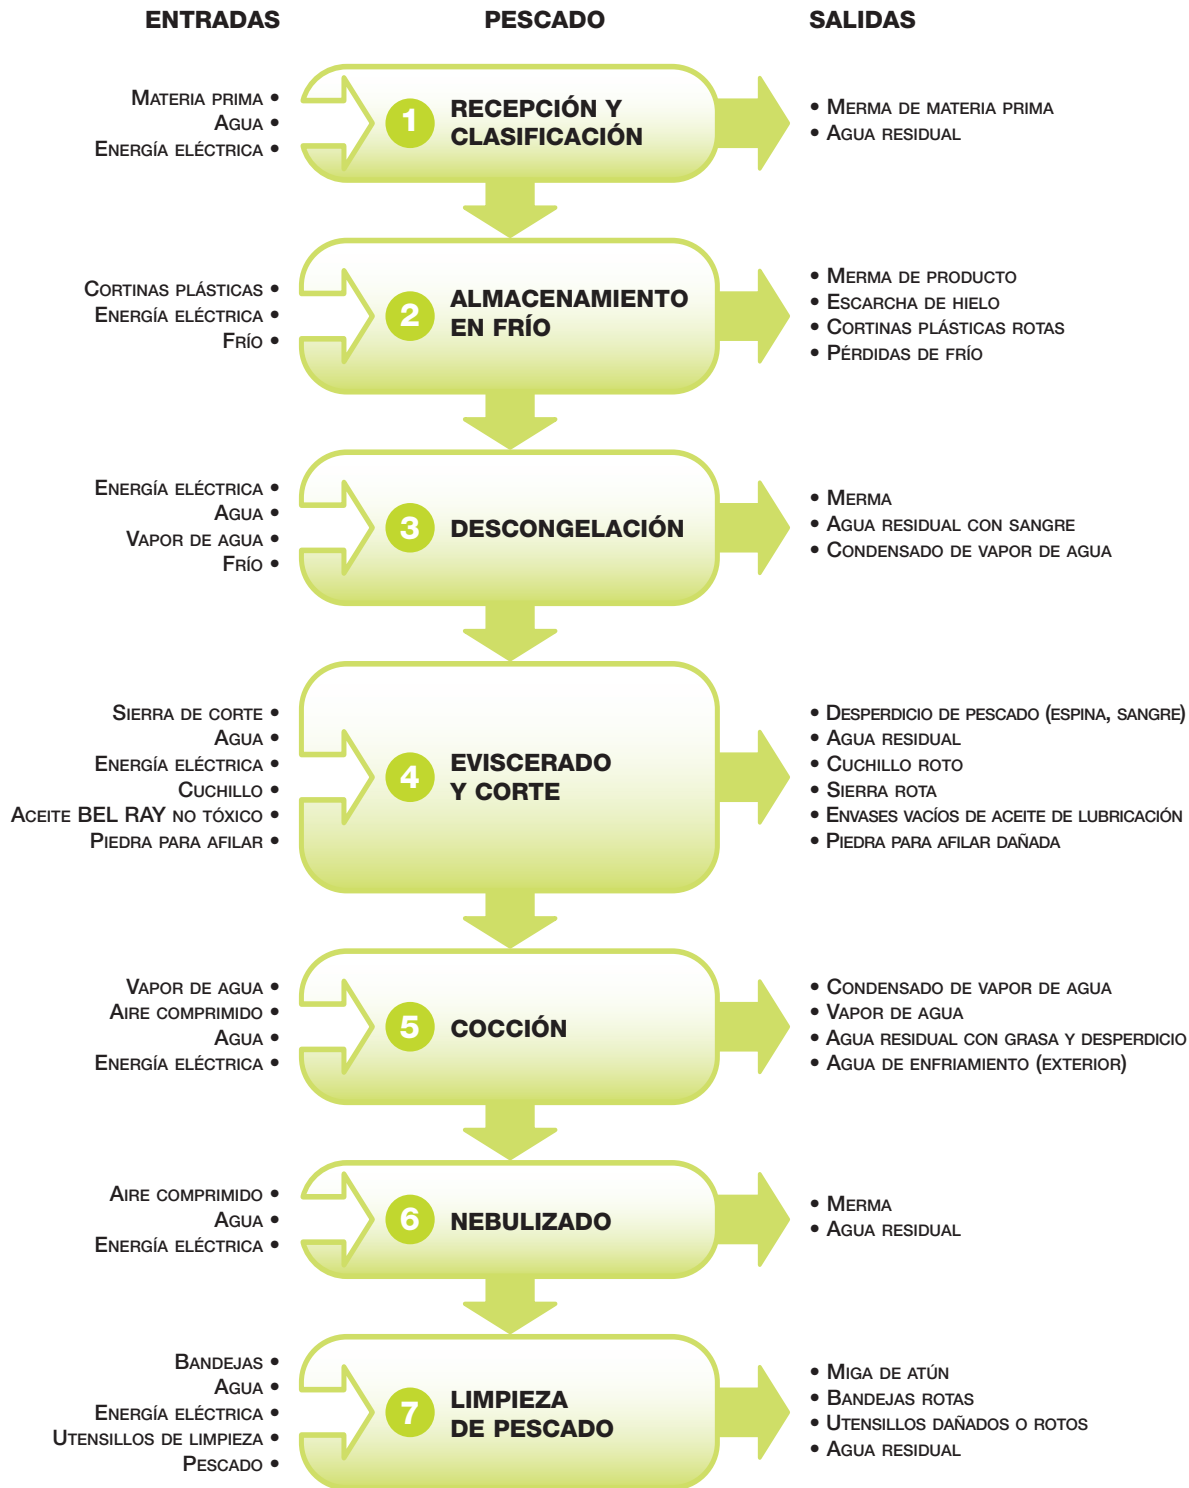 ENTRADAS
PESCADO
SALIDAS
Materia prima •
Agua •
Energía eléctrica •
1
RECEPCIÓN Y
CLASIFICACIÓN
• Merma de materia prima
• Agua residual
Cortinas plásticas •
Energía eléctrica •
Frío •
2
ALMACENAMIENTO
EN FRÍO
• Merma de producto
• Escarcha de hielo
• Cortinas plásticas rotas
• Pérdidas de frío
Energía eléctrica •
Agua •
Vapor de agua •
Frío •
3
DESCONGELACIÓN
• Merma
• Agua residual con sangre
• Condensado de vapor de agua
Sierra de corte •
Agua •
Energía eléctrica •
Cuchillo •
Aceite BEL RAY no tóxico •
Piedra para afilar •
4
EVISCERADO
Y CORTE
• Desperdicio de pescado (espina, sangre)
• Agua residual
• Cuchillo roto
• Sierra rota
• Envases vacíos de aceite de lubricación
• Piedra para afilar dañada
Vapor de agua •
Aire comprimido •
Agua •
Energía eléctrica •
5
COCCIÓN
• Condensado de vapor de agua
• Vapor de agua
• Agua residual con grasa y desperdicio
• Agua de enfriamiento (exterior)
Aire comprimido •
Agua •
Energía eléctrica •
6
NEBULIZADO
• Merma
• Agua residual
Bandejas •
Agua •
Energía eléctrica •
Utensillos de limpieza •
Pescado •
7
LIMPIEZA
DE PESCADO
• Miga de atún
• Bandejas rotas
• Utensillos dañados o rotos
• Agua residual